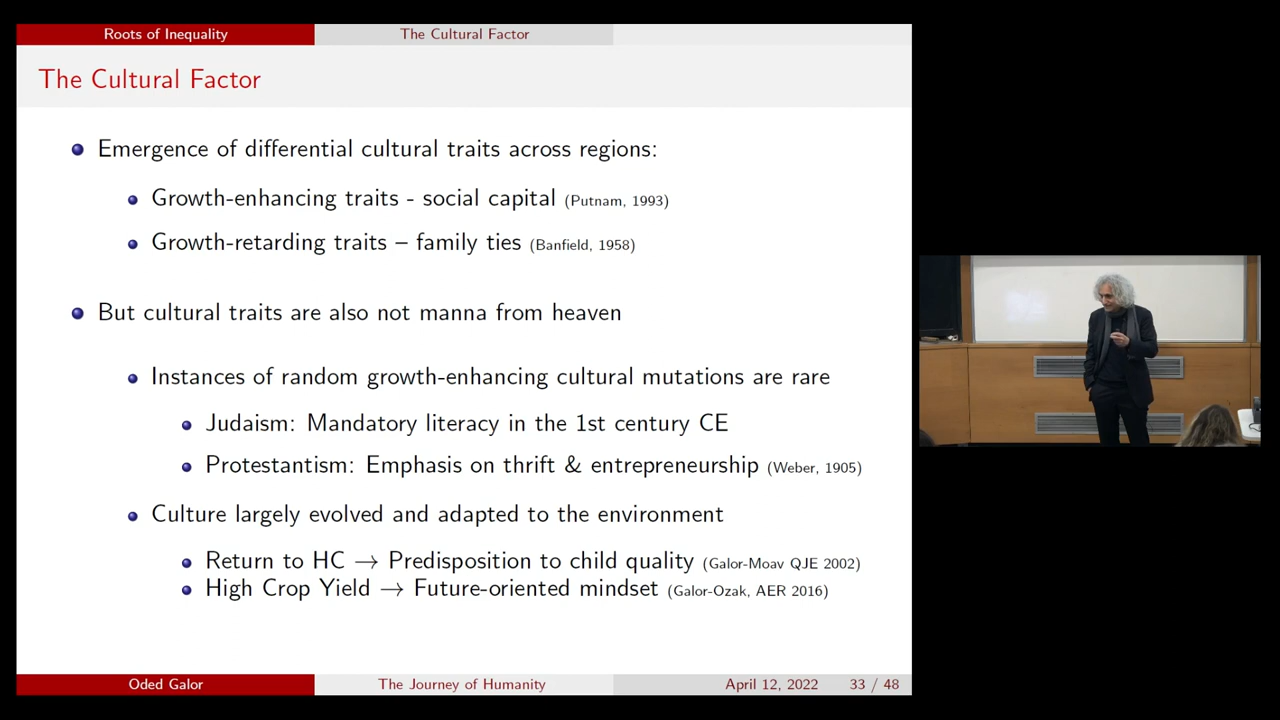 Roots of Inequality
The Cultural Factor
The Cultural Factor
Emergence of differential cultural traits across regions:
Growth-enhancing traits - social capital (Putnam, 1993)
Growth-retarding traits – family ties (Banfield, 1958)
But cultural traits are also not manna from heaven
Instances of random growth-enhancing cultural mutations are rare
Judaism: Mandatory literacy in the 1st century CE
Protestantism: Emphasis on thrift & entrepreneurship (Weber, 1905)
Culture largely evolved and adapted to the environment
Return to HC → Predisposition to child quality (Galor-Moav QJE 2002)
High Crop Yield → Future-oriented mindset (Galor-Ozak, AER 2016)
Oded Galor
The Journey of Humanity
April 12, 2022
33 / 48